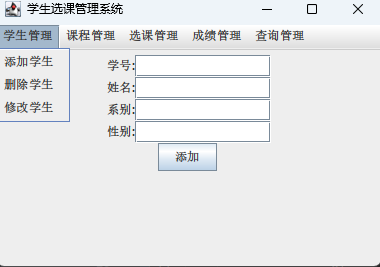 学生选课管理系统
学生管理 课程管理 选课管理 成绩管理 查询管理
添加学生
删除学生
修改学生
学号:
姓名:
系别:
性别:
添加